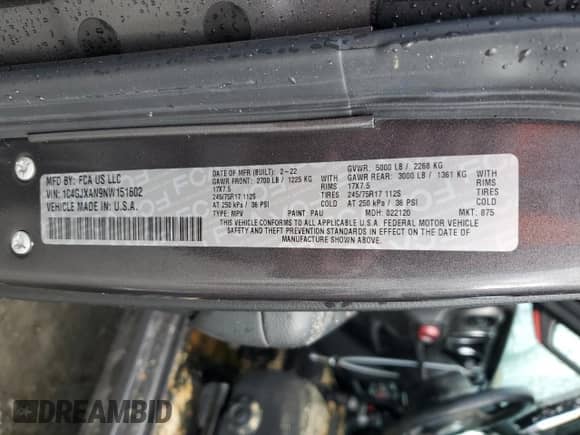 MFD BY: FCA US LLC
VIN: 1C4GJXAN9NW151602
VEHICLE MADE IN: U.S.A.
DATE OF MFR (BUILT): 2-22
GAWR FRONT: 2700 LB / 1225 KG
17X7.5
245/75R17 112S
AT 250 kPa / 36 PSI
TYPE: MPV
PAINT: PAU
RIMS
TIRES
COLD
GVWR: 5000 LB / 2268 KG
GAWR REAR: 3000 LB / 1361 KG
17X7.5 RIMS
245/75R17 112S TIRES
AT 250 kPa / 36 PSI COLD
MDH: 022120
MKT: 875
THIS VEHICLE CONFORMS TO ALL APPLICABLE U.S.A. FEDERAL MOTOR VEHICLE
SAFETY AND THEFT PREVENTION STANDARDS IN EFFECT ON THE DATE OF
MANUFACTURE SHOWN ABOVE.
DREAMBID